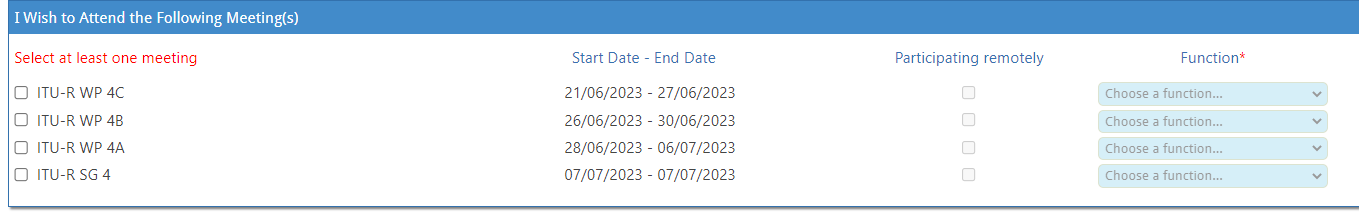 I Wish to Attend the Following Meeting(s)
Select at least one meeting Start Date - End Date Participating remotely Function*
ITU-R WP 4C 21/06/2023 - 27/06/2023 Choose a function...
ITU-R WP 4B 26/06/2023 - 30/06/2023 Choose a function...
ITU-R WP 4A 28/06/2023 - 06/07/2023 Choose a function...
ITU-R SG 4 07/07/2023 - 07/07/2023 Choose a function...